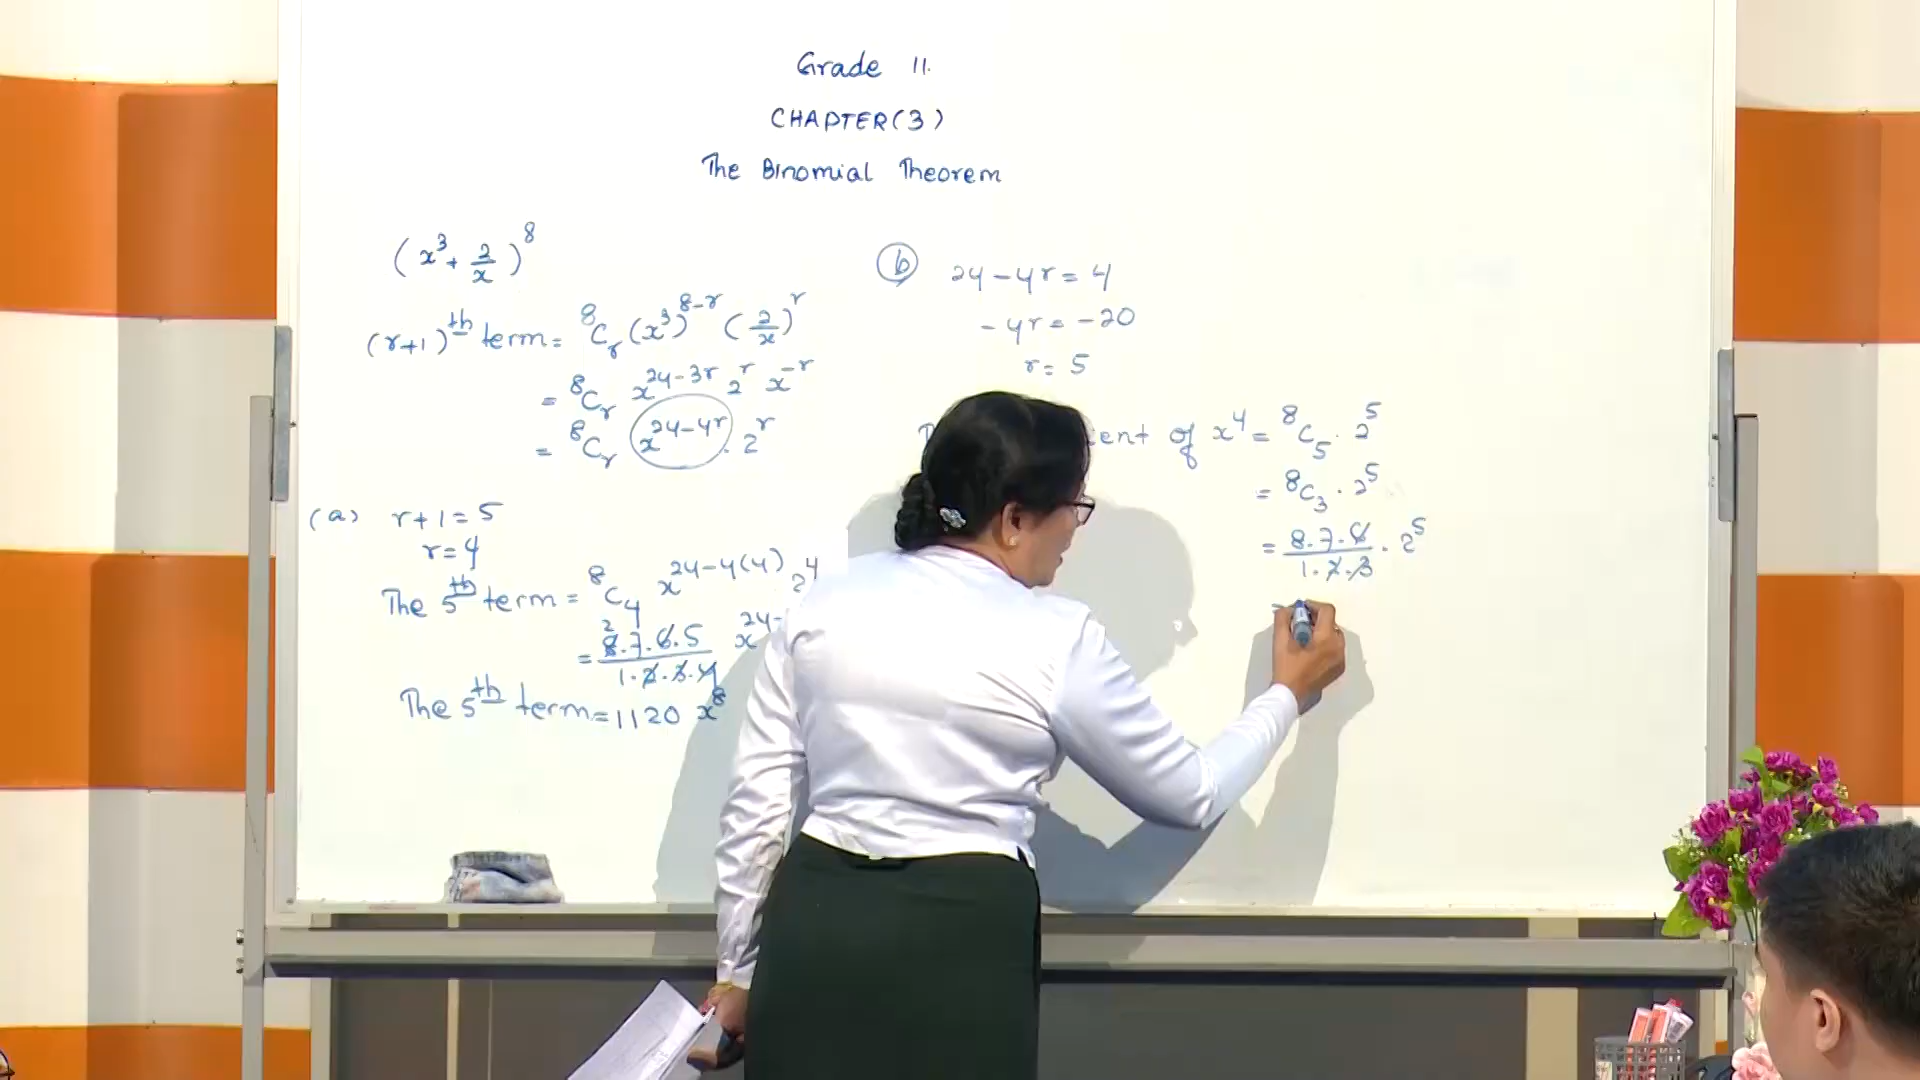 Grade 11.
CHAPTER(3)
The Binomial Theorem
(x³ + 2/x)⁸
(r+1)th term = ⁸Cᵣ (x³)⁸⁻ʳ (2/x)ʳ
= ⁸Cᵣ x²⁴⁻³ʳ 2ʳ x⁻ʳ
= ⁸Cᵣ x²⁴⁻⁴ʳ · 2ʳ
(a) r+1 = 5
r = 4
The 5th term = ⁸C₄ x²⁴⁻⁴⁽⁴⁾ 2⁴
2
= 8·7·6·5 / 1·2·3·4 x²⁴⁻
The 5th term = 1120 x⁸
(b) 24 − 4r = 4
−4r = −20
r = 5
of x⁴ = ⁸C₅ · 2⁵
= ⁸C₃ · 2⁵
= 8·7·6 / 1·2·3 · 2⁵
=